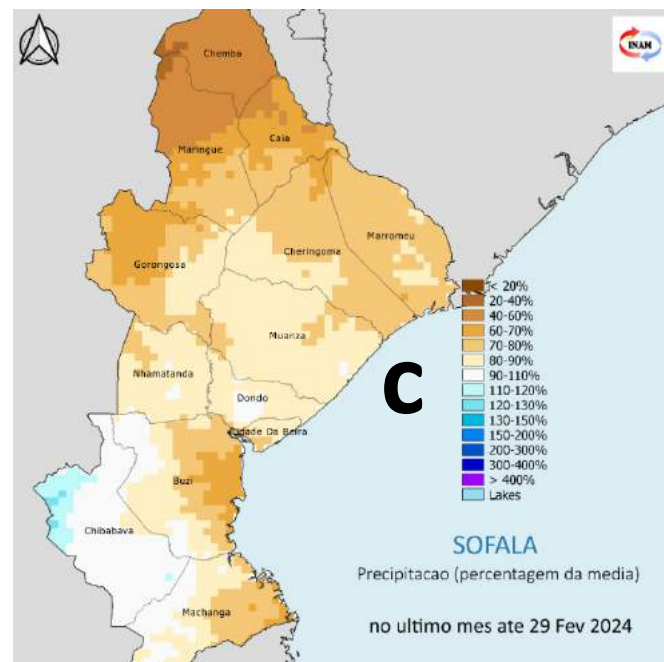 INAM
Chemba
Caia
Maringue
Marromeu
Cheringoma
Gorongosa
Muanza
Nhamatanda
Dondo
Cidade Da Beira
Buzi
Chibabava
Machanga
C
< 20%
20-40%
40-60%
60-70%
70-80%
80-90%
90-110%
110-120%
120-130%
130-150%
150-200%
200-300%
300-400%
> 400%
Lakes
SOFALA
Precipitacao (percentagem da media)
no ultimo mes ate 29 Fev 2024